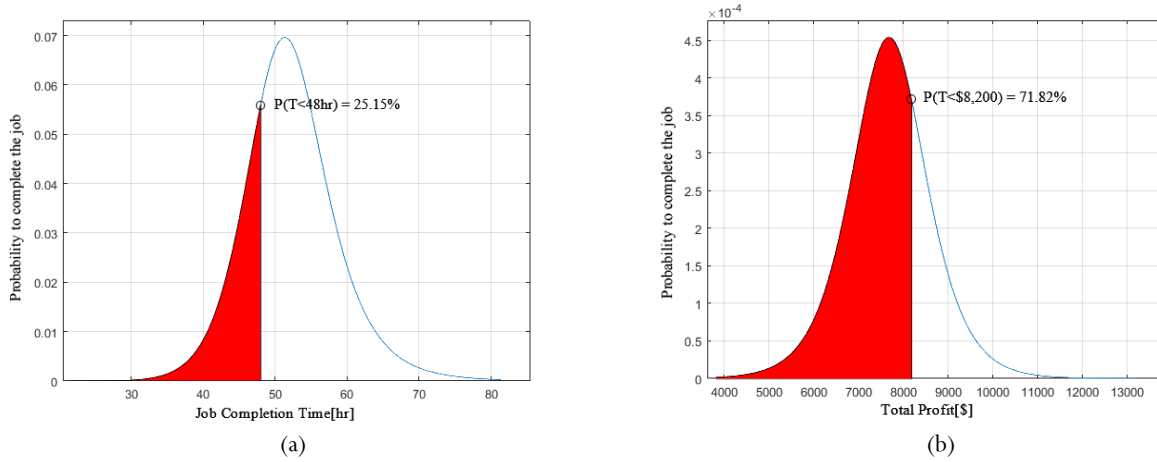 0.07
0.06
0.05
0.04
0.03
0.02
0.01
0
30 40 50 60 70 80
Probability to complete the job
P(T<48hr) = 25.15%
Job Completion Time[hr]
(a)
×10-4
4.5
4
3.5
3
2.5
2
1.5
1
0.5
0
4000 5000 6000 7000 8000 9000 10000 11000 12000 13000
Probability to complete the job
P(T<$8,200) = 71.82%
Total Profit[$]
(b)